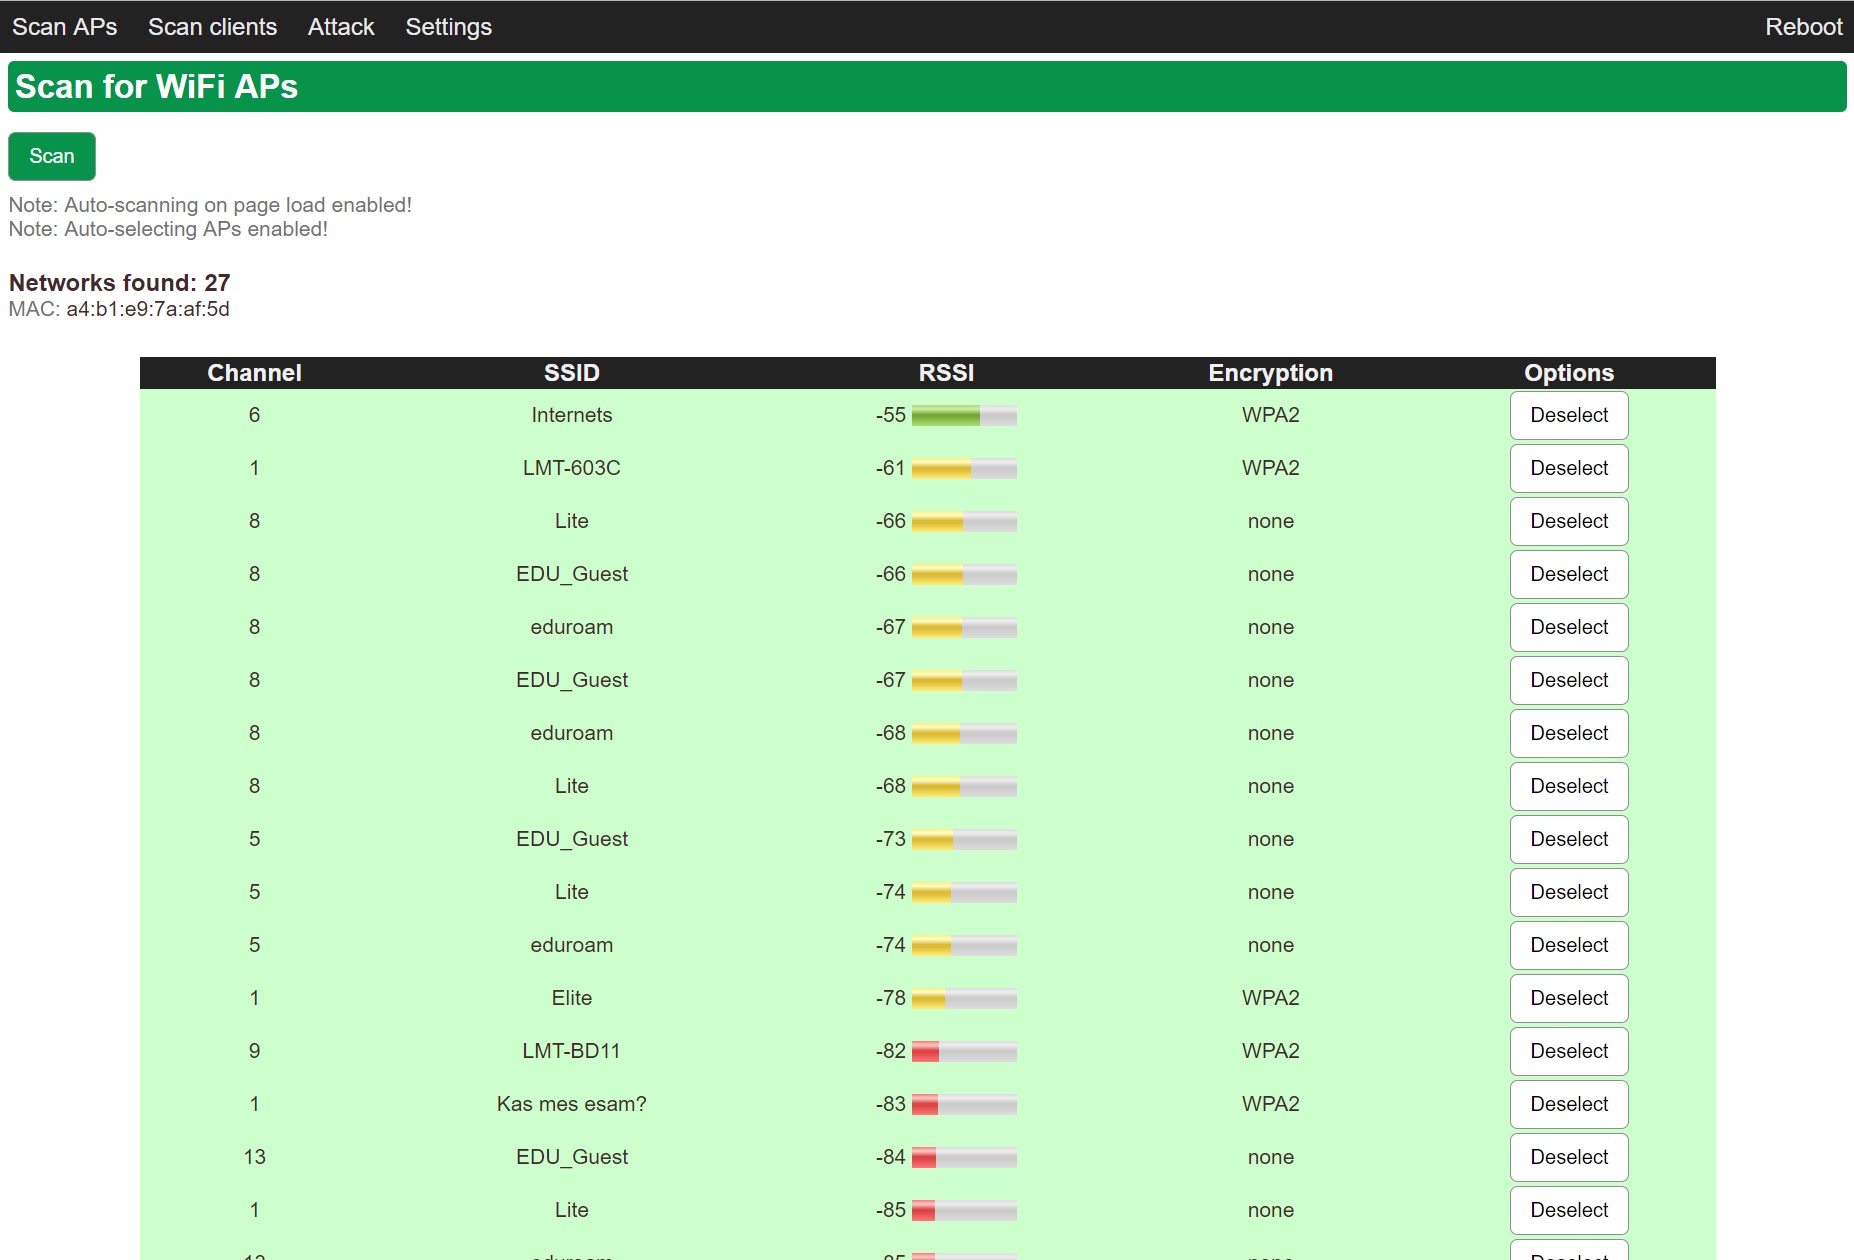 Scan APs Scan clients Attack Settings Reboot
Scan for WiFi APs
Scan
Note: Auto-scanning on page load enabled!
Note: Auto-selecting APs enabled!
Networks found: 27
MAC: a4:b1:e9:7a:af:5d
Channel SSID RSSI Encryption Options
6 Internets -55 WPA2 Deselect
1 LMT-603C -61 WPA2 Deselect
8 Lite -66 none Deselect
8 EDU_Guest -66 none Deselect
8 eduroam -67 none Deselect
8 EDU_Guest -67 none Deselect
8 eduroam -68 none Deselect
8 Lite -68 none Deselect
5 EDU_Guest -73 none Deselect
5 Lite -74 none Deselect
5 eduroam -74 none Deselect
1 Elite -78 WPA2 Deselect
9 LMT-BD11 -82 WPA2 Deselect
1 Kas mes esam? -83 WPA2 Deselect
13 EDU_Guest -84 none Deselect
1 Lite -85 none Deselect